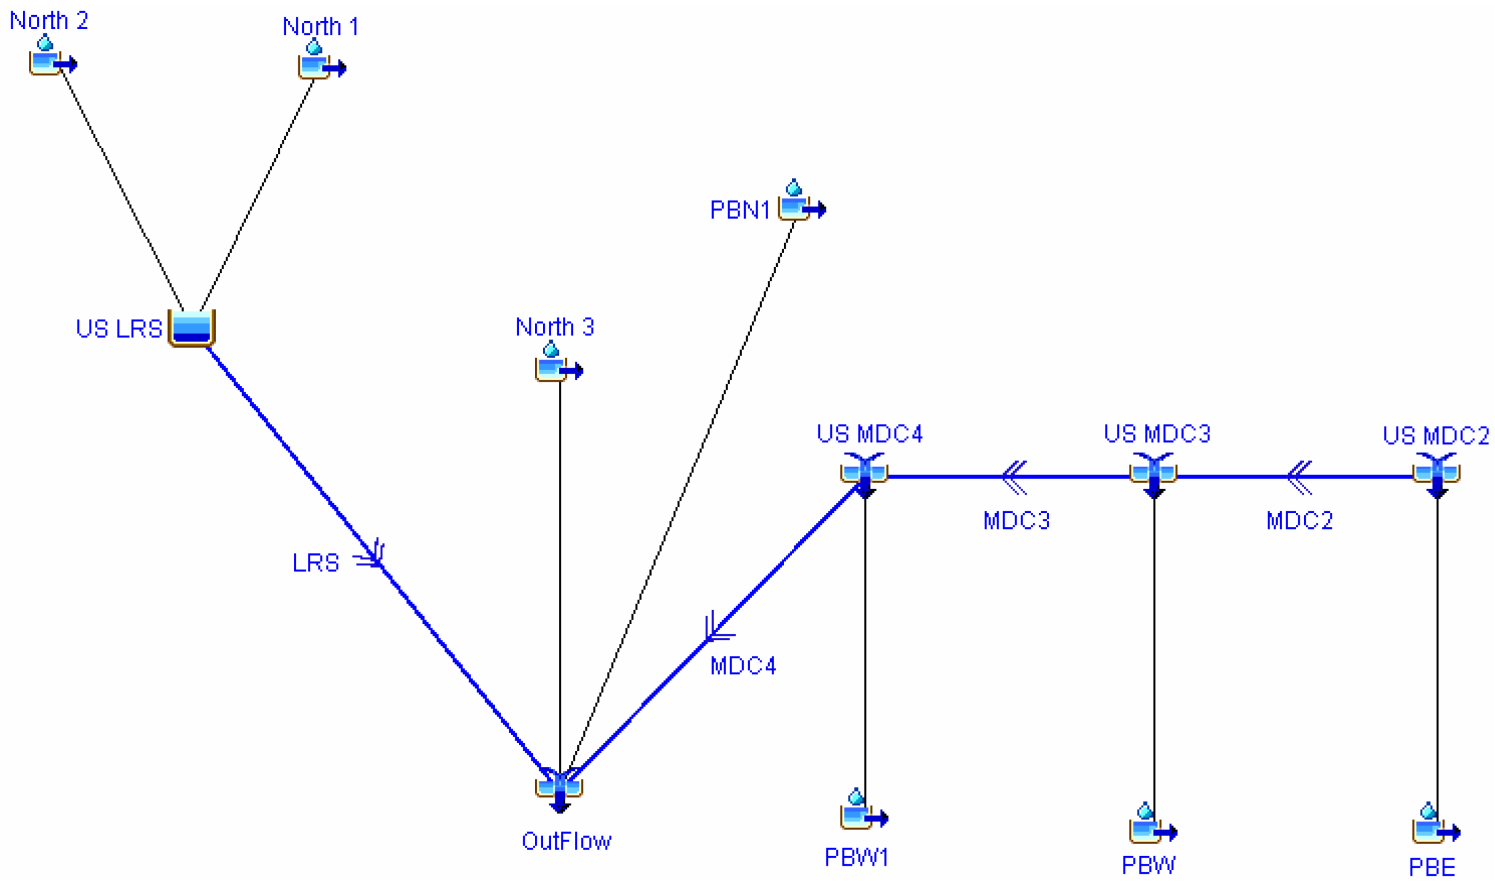 North 2
North 1
PBN1
US LRS
North 3
US MDC4
US MDC3
US MDC2
MDC3
MDC2
LRS
MDC4
OutFlow
PBW1
PBW
PBE